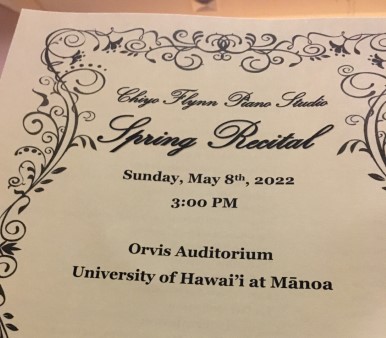 Chiyo Flynn Piano Studio
Spring Recital
Sunday, May 8th, 2022
3:00 PM
Orvis Auditorium
University of Hawai'i at Mānoa